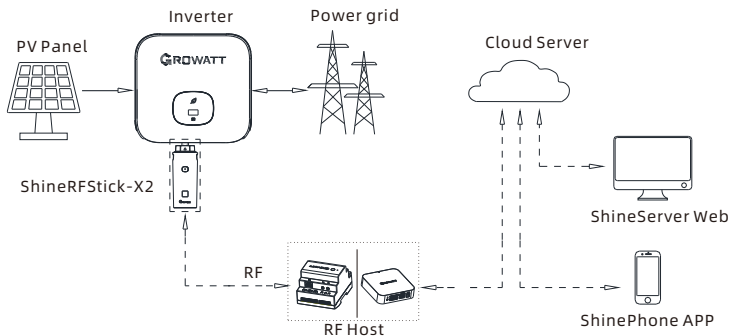 Inverter
Power grid
PV Panel
Cloud Server
GROWATT
ShineRFStick-X2
ShineServer Web
RF
RF Host
ShinePhone APP